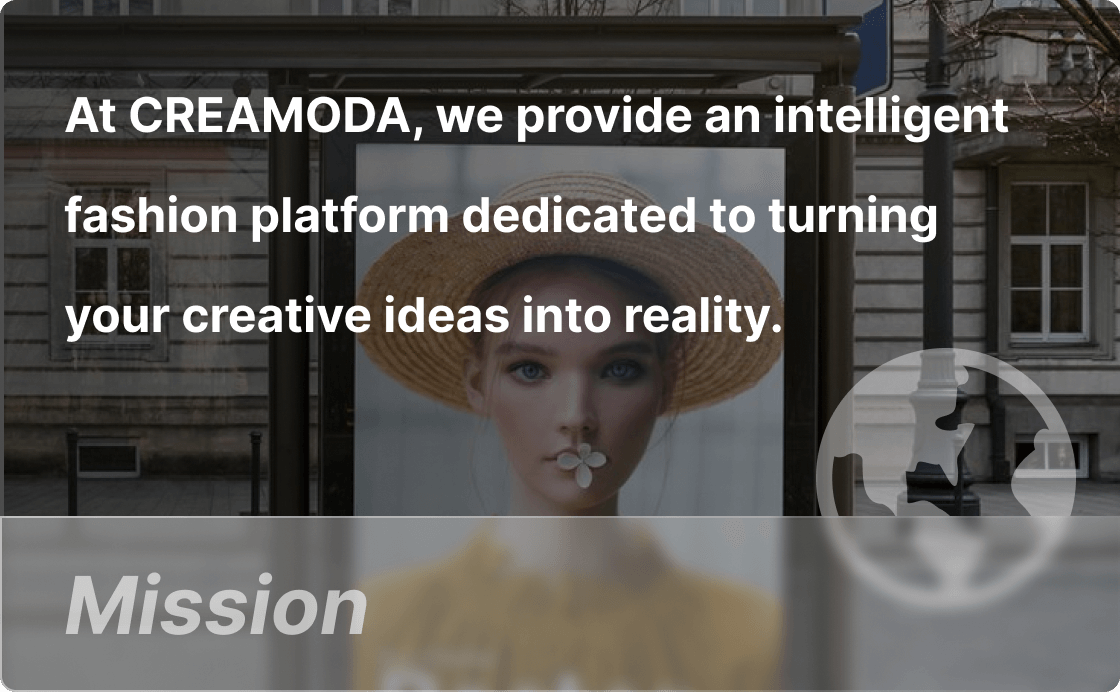 At CREAMODA, we provide an intelligent
fashion platform dedicated to turning
your creative ideas into reality.
Mission